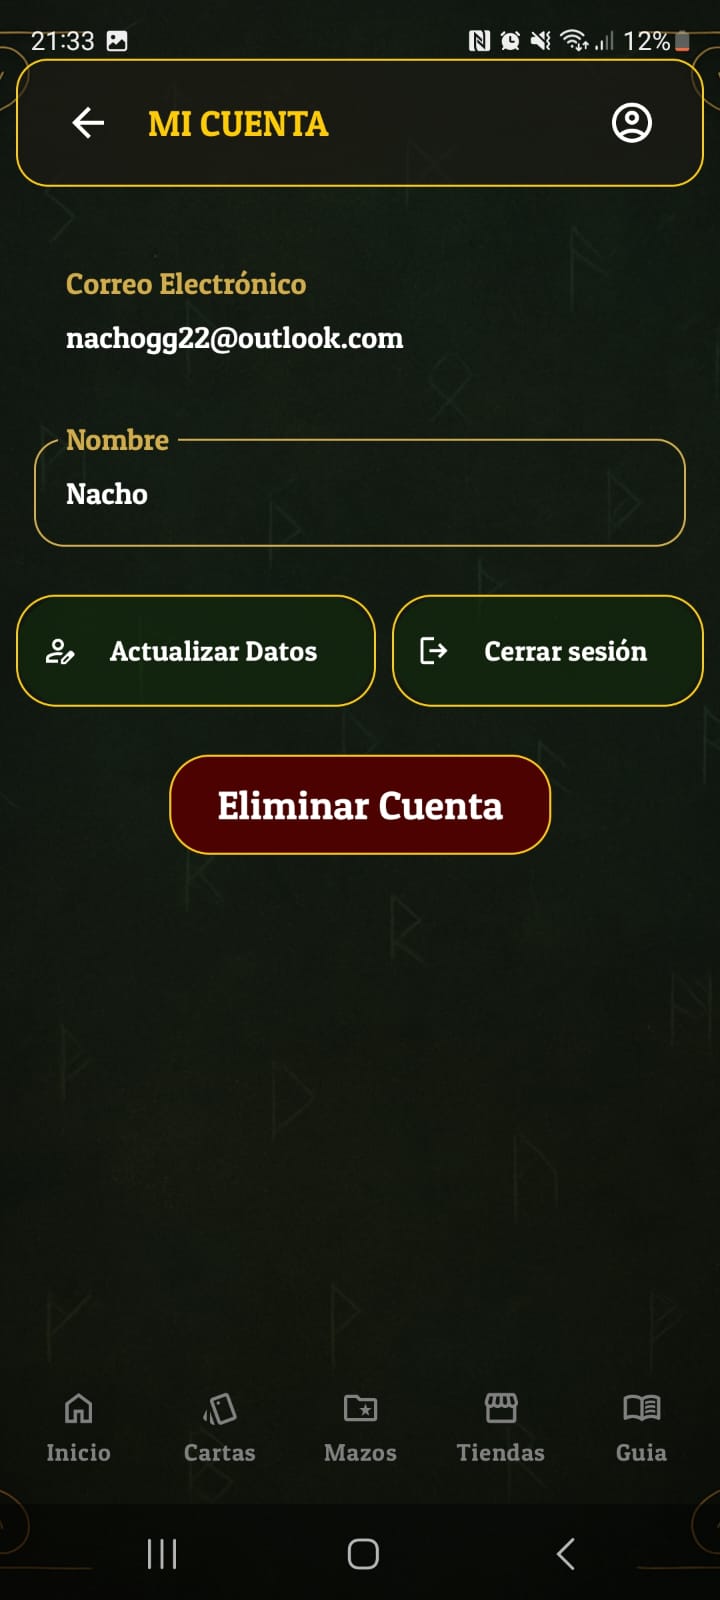 21:33 12%
MI CUENTA
Correo Electrónico
nachogg22@outlook.com
Nombre
Nacho
Actualizar Datos Cerrar sesión
Eliminar Cuenta
Inicio Cartas Mazos Tiendas Guia